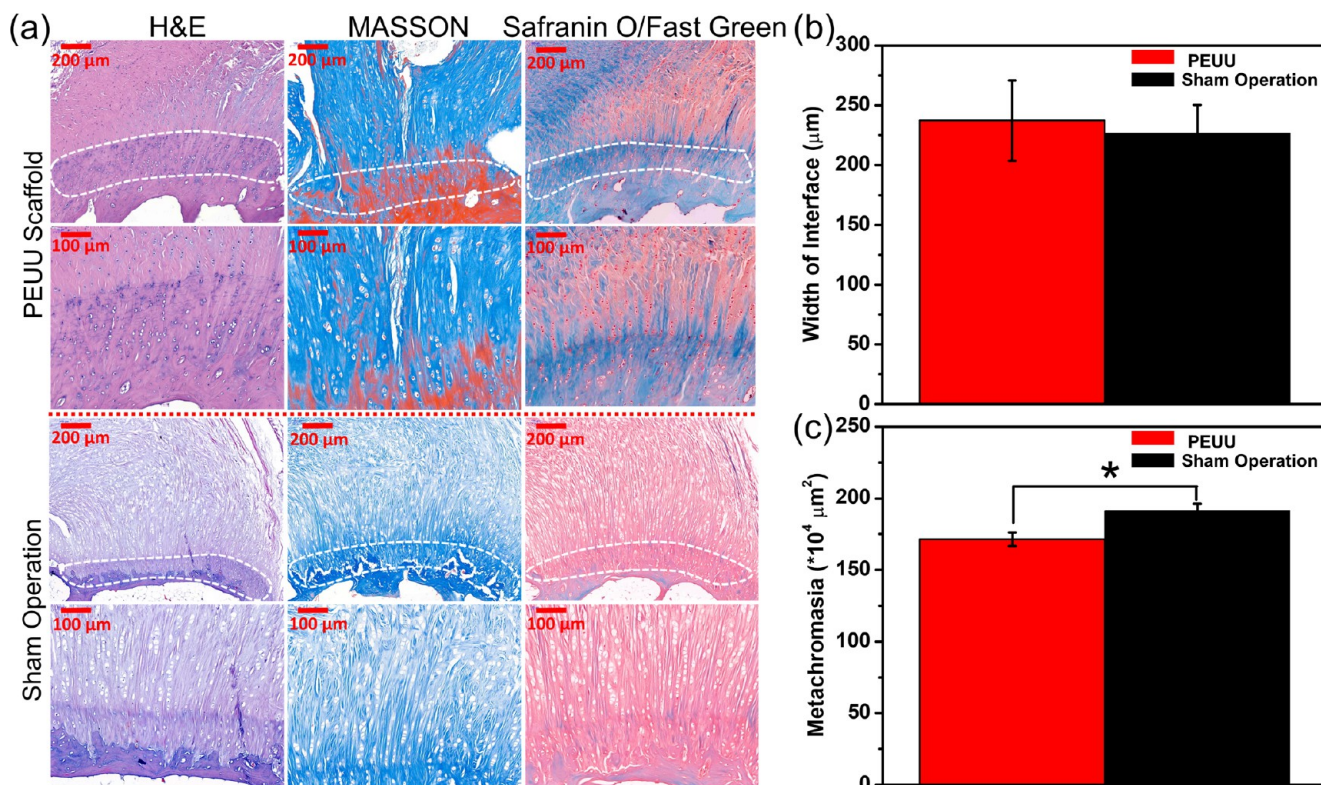 (a)
H&E MASSON Safranin O/Fast Green
PEUU Scaffold
200 μm 200 μm 200 μm
100 μm 100 μm 100 μm
Sham Operation
200 μm 200 μm 200 μm
100 μm 100 μm 100 μm
(b)
300
250
200
150
100
50
0
Width of Interface (μm)
PEUU
Sham Operation
(c)
250
200
150
100
50
0
Metachromasia (*10⁴ μm²)
PEUU
Sham Operation
*